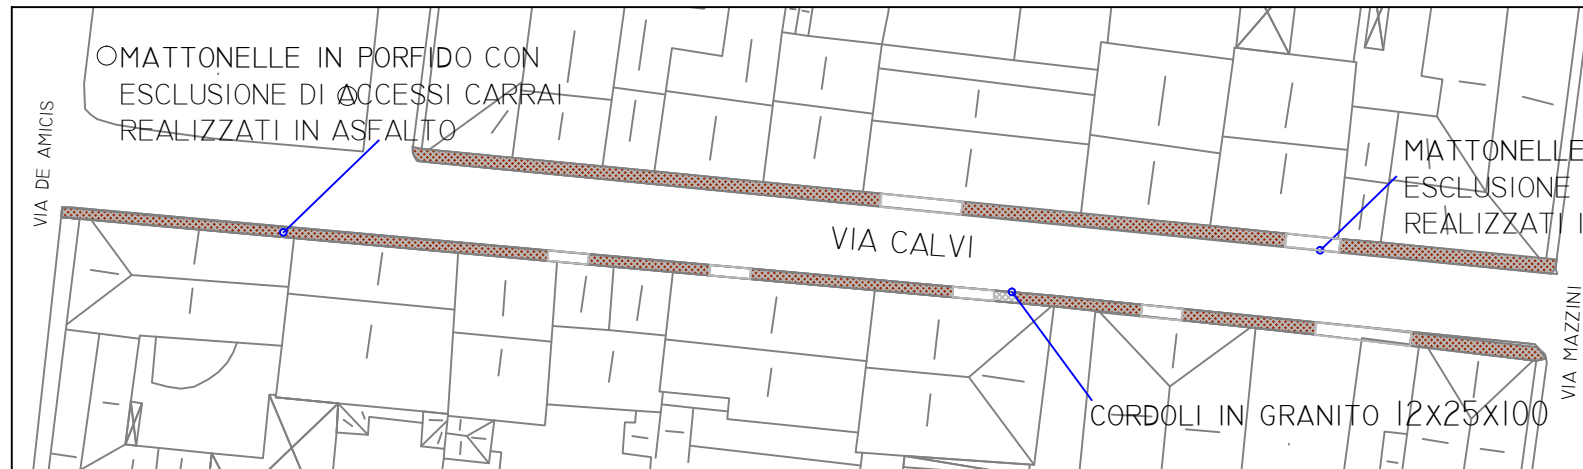 MATTONELLE IN PORFIDO CON
ESCLUSIONE DI ACCESSI CARRAI
REALIZZATI IN ASFALTO
VIA DE AMICIS
VIA CALVI
MATTONELLE
ESCLUSIONE
REALIZZATI I
CORDOLI IN GRANITO 12X25X100
VIA MAZZINI